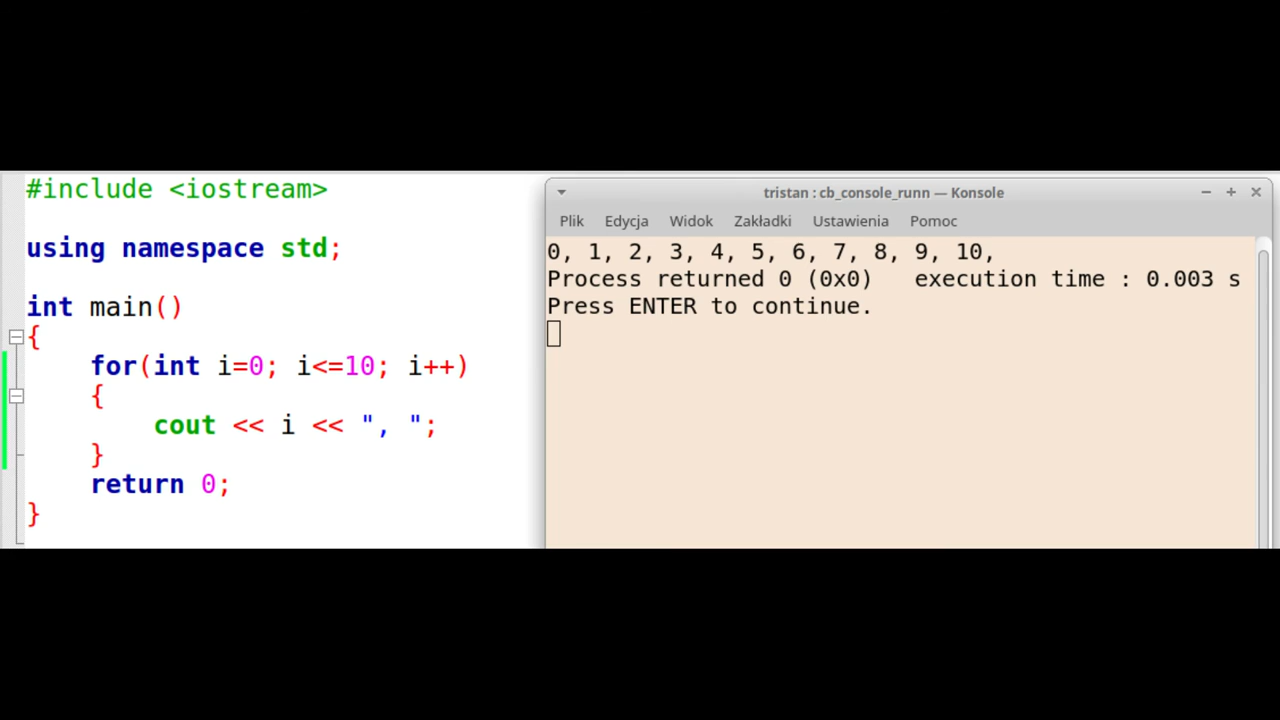 #include <iostream>
using namespace std;
int main()
{
for(int i=0; i<=10; i++)
{
cout << i << ", ";
}
return 0;
}
tristan : cb_console_runn — Konsole
Plik Edycja Widok Zakładki Ustawienia Pomoc
0, 1, 2, 3, 4, 5, 6, 7, 8, 9, 10,
Process returned 0 (0x0)   execution time : 0.003 s
Press ENTER to continue.